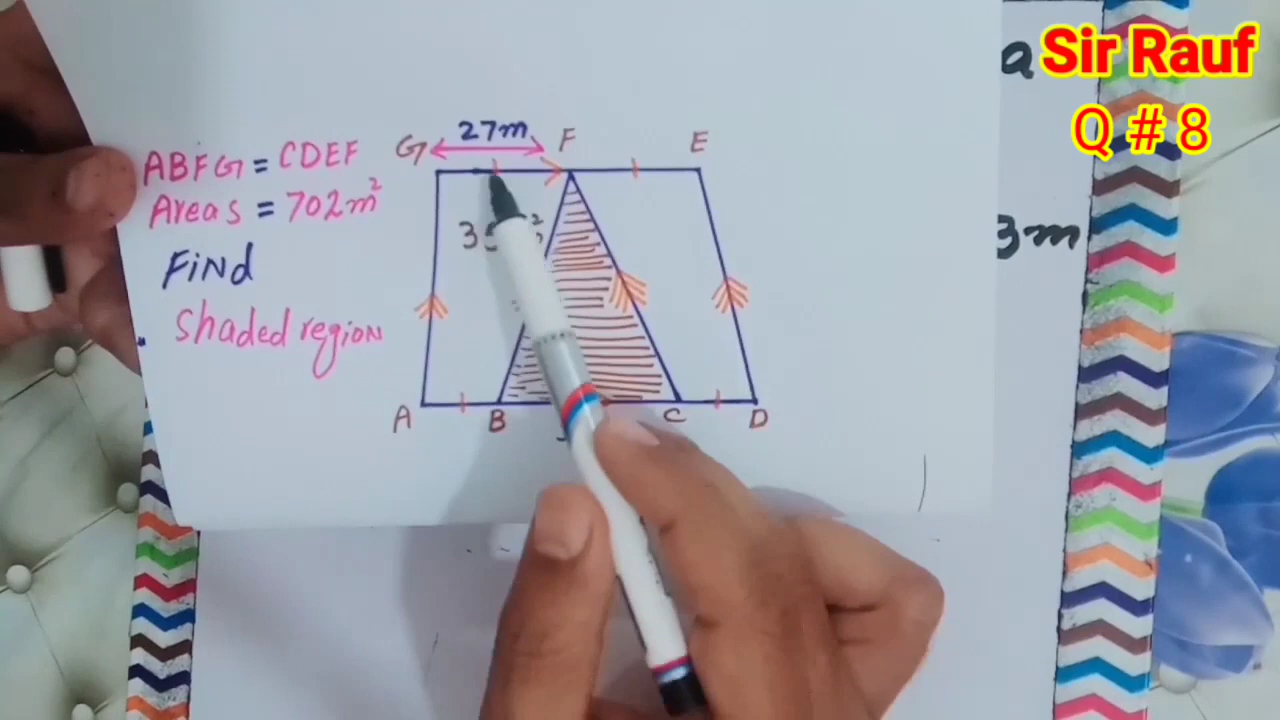 Sir Rauf
Q # 8
a
3m
ABFG = CDEF
Areas = 702m²
FiNd
Shaded region
27m
G F E
A B C D